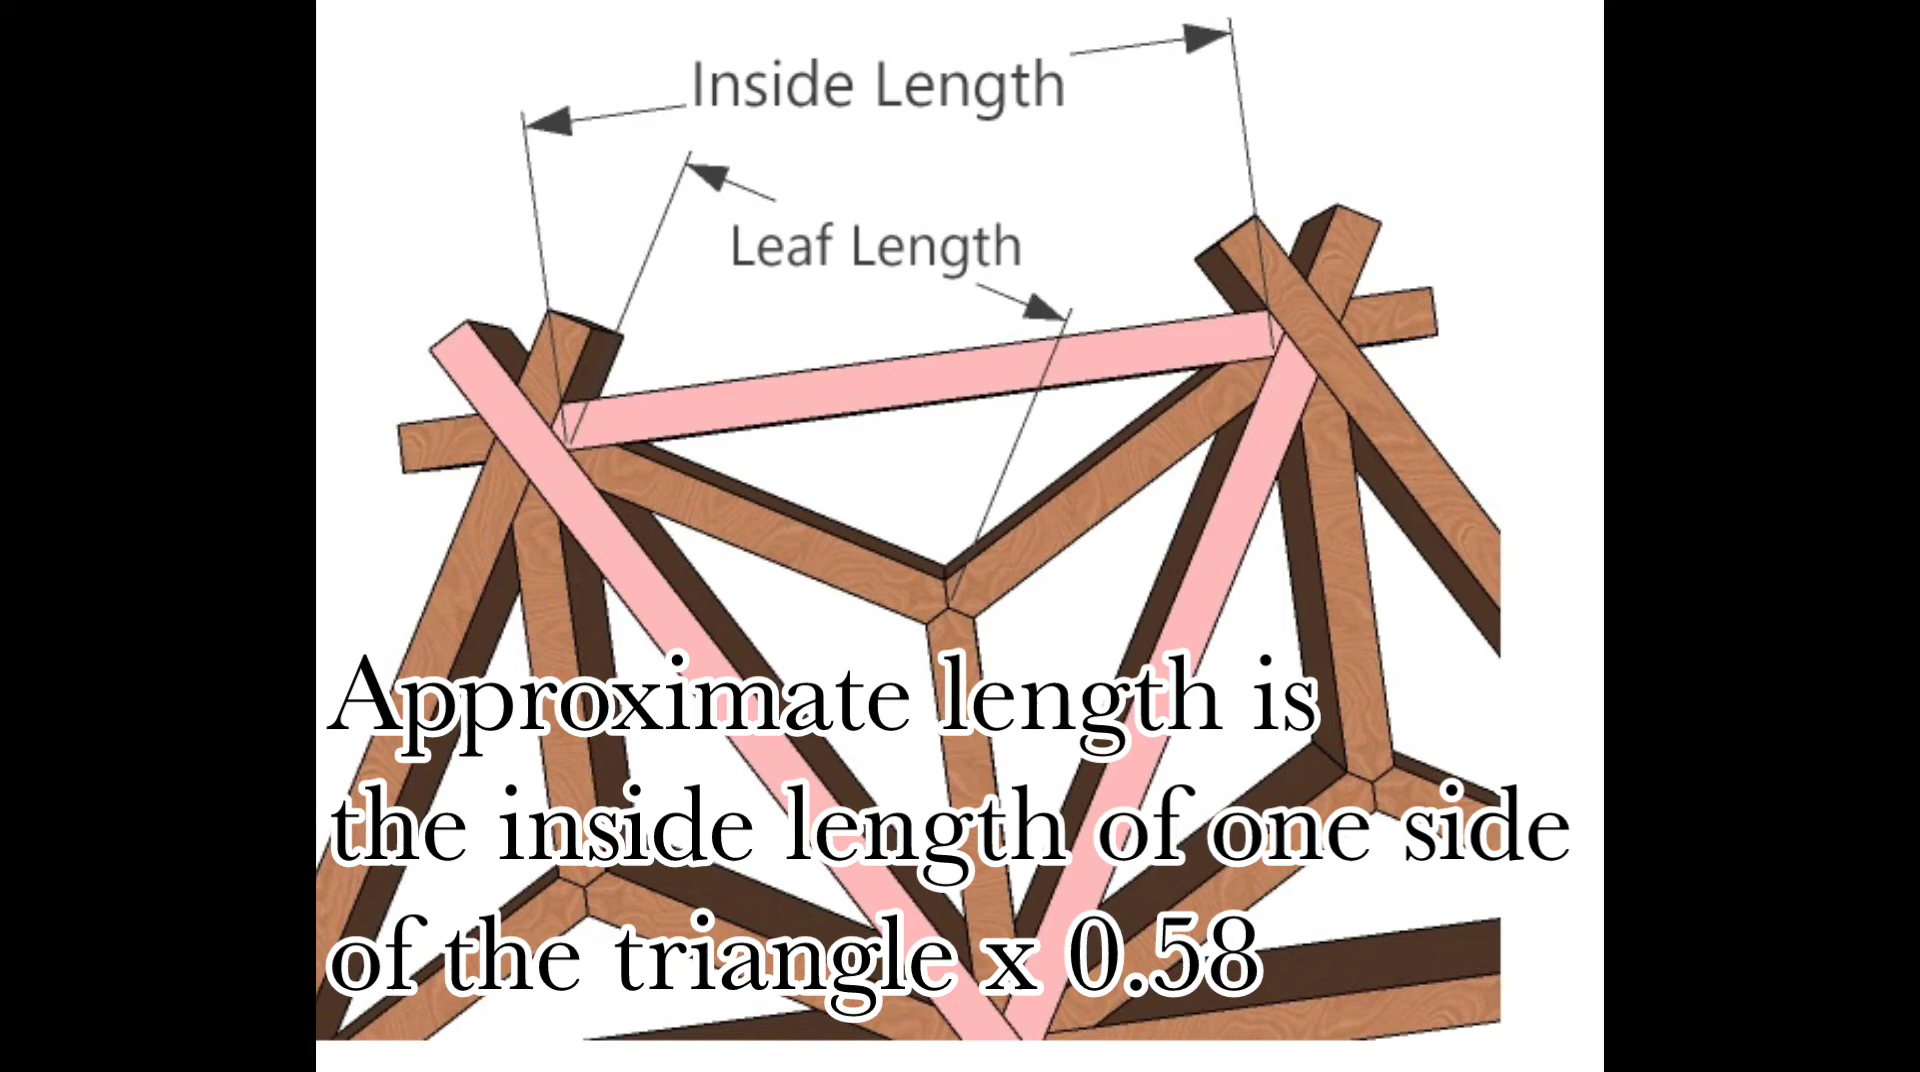 Inside Length
Leaf Length
Approximate length is
the inside length of one side
of the triangle x 0.58